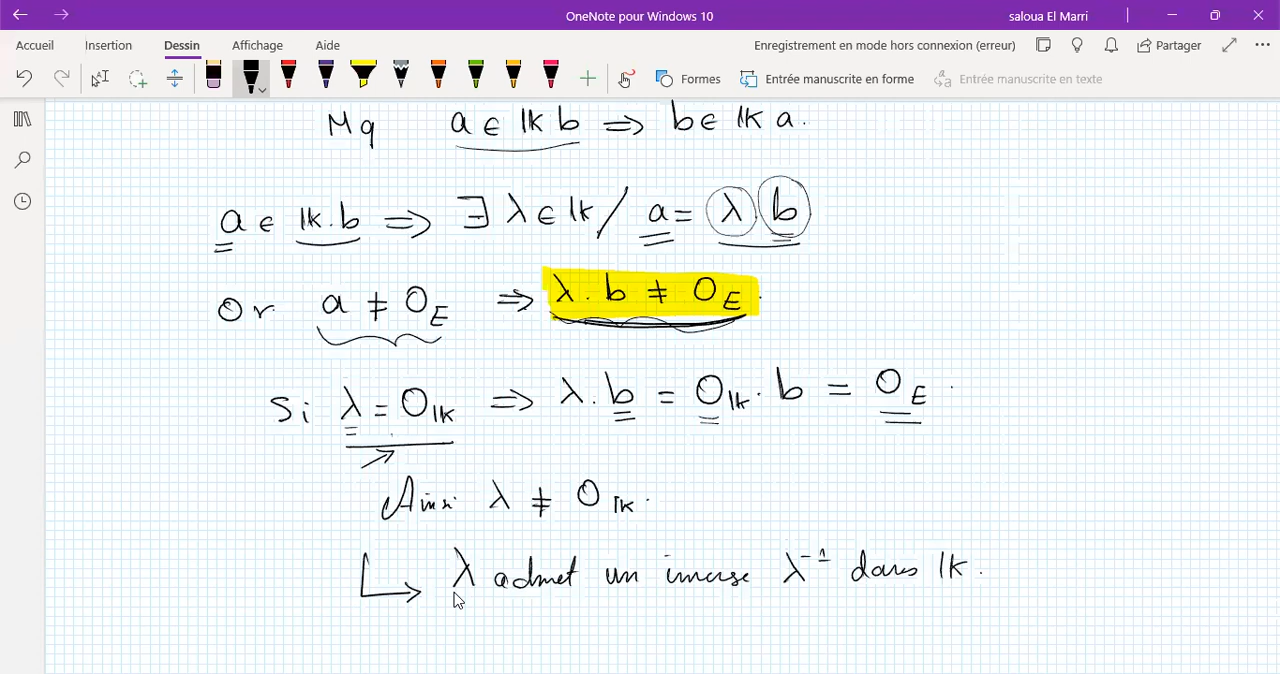 OneNote pour Windows 10
saloua El Marri
Accueil Insertion Dessin Affichage Aide
Enregistrement en mode hors connexion (erreur) Partager
Formes Entrée manuscrite en forme Entrée manuscrite en texte
Mq a ∈ 𝕂 b ⇒ b ∈ 𝕂 a.
a ∈ 𝕂.b ⇒ ∃ λ ∈ 𝕂 / a = λ b
Or a ≠ 0_E ⇒ λ.b ≠ 0_E.
Si λ = 0_𝕂 ⇒ λ.b = 0_𝕂.b = 0_E.
Ainsi λ ≠ 0_𝕂.
↳ λ admet un inverse λ⁻¹ dans 𝕂.